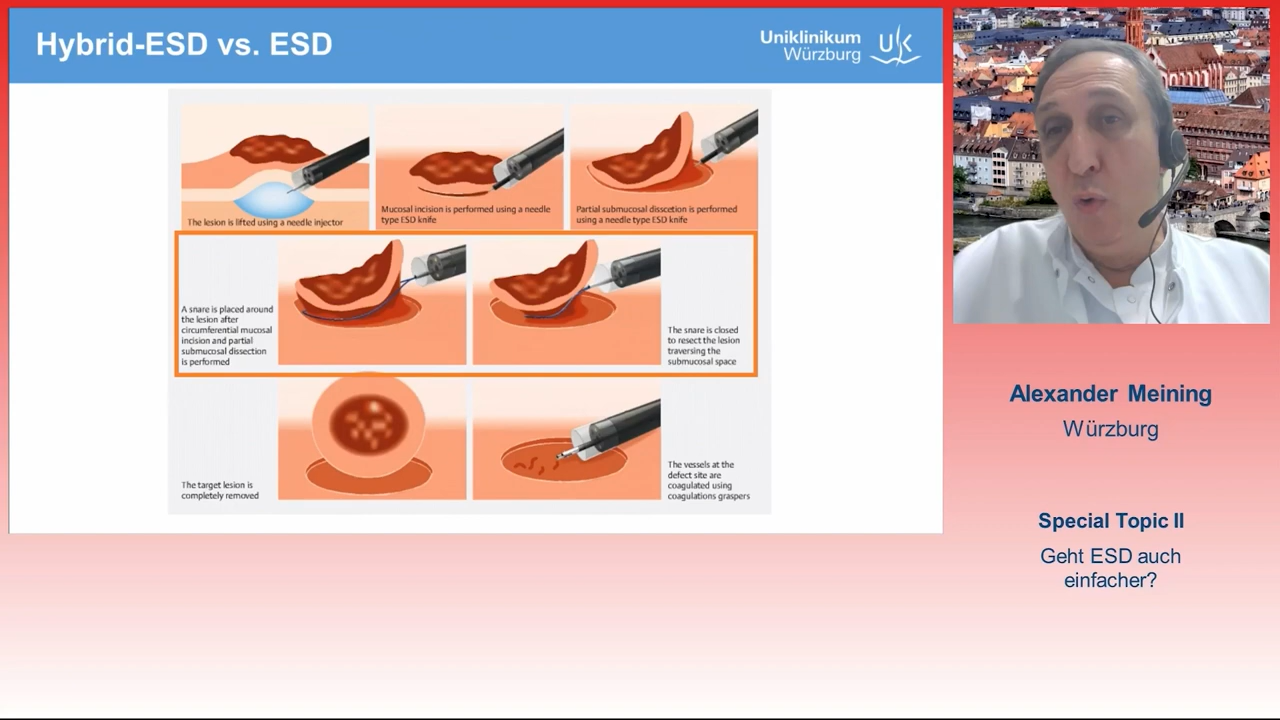 Hybrid-ESD vs. ESD
Uniklinikum
Würzburg
UK
The lesion is lifted using a needle injector
Mucosal incision is performed using a needle
type ESD knife
Partial submucosal disscetion is performed
using a needle type ESD knife
A snare is placed around
the lesion after
circumferential mucosal
incision and partial
submucosal dissection
is performed
The snare is closed
to resect the lesion
traversing the
submucosal space
The target lesion is
completely removed
The vessels at the
defect site are
coagulated using
coagulations graspers
Alexander Meining
Würzburg
Special Topic II
Geht ESD auch
einfacher?